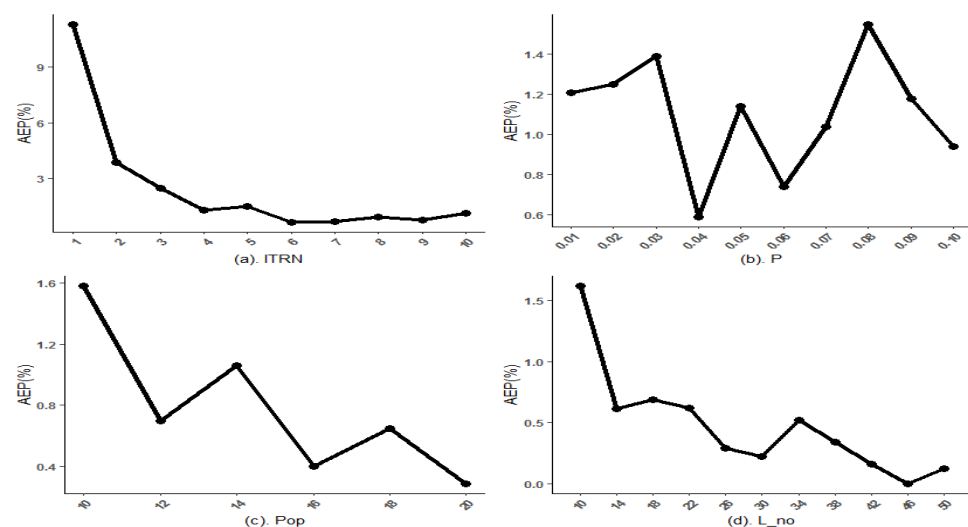 AEP(%)
9
6
3
1 2 3 4 5 6 7 8 9 10
(a). ITRN
AEP(%)
1.4
1.2
1.0
0.8
0.6
0.01 0.02 0.03 0.04 0.05 0.06 0.07 0.08 0.09 0.10
(b). P
AEP(%)
1.6
1.2
0.8
0.4
10 12 14 16 18 20
(c). Pop
AEP(%)
1.5
1.0
0.5
0.0
10 14 18 22 26 30 34 38 42 46 50
(d). L_no